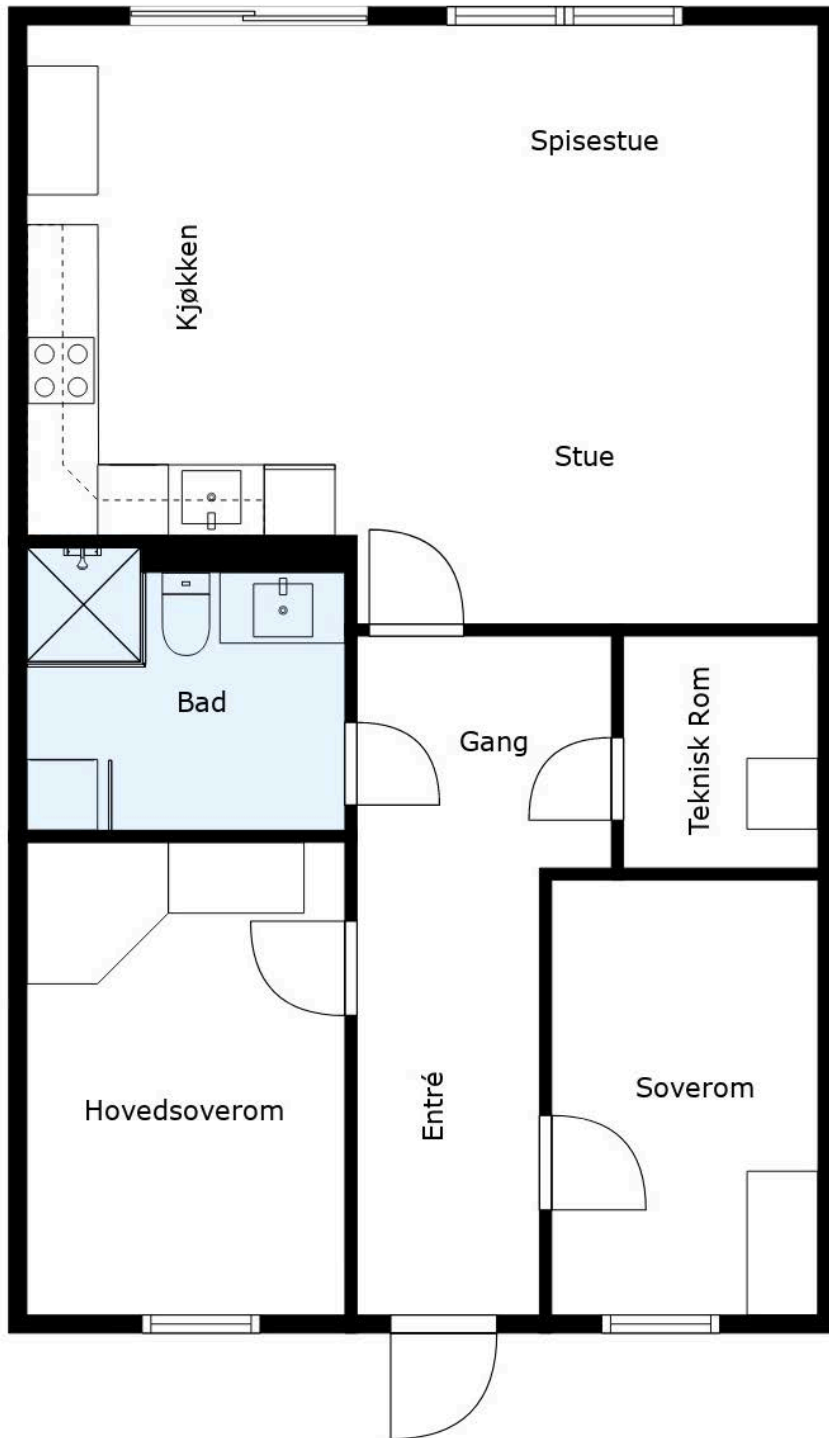 Spisestue
Kjøkken
Stue
Bad
Gang
Teknisk Rom
Hovedsoverom
Entré
Soverom